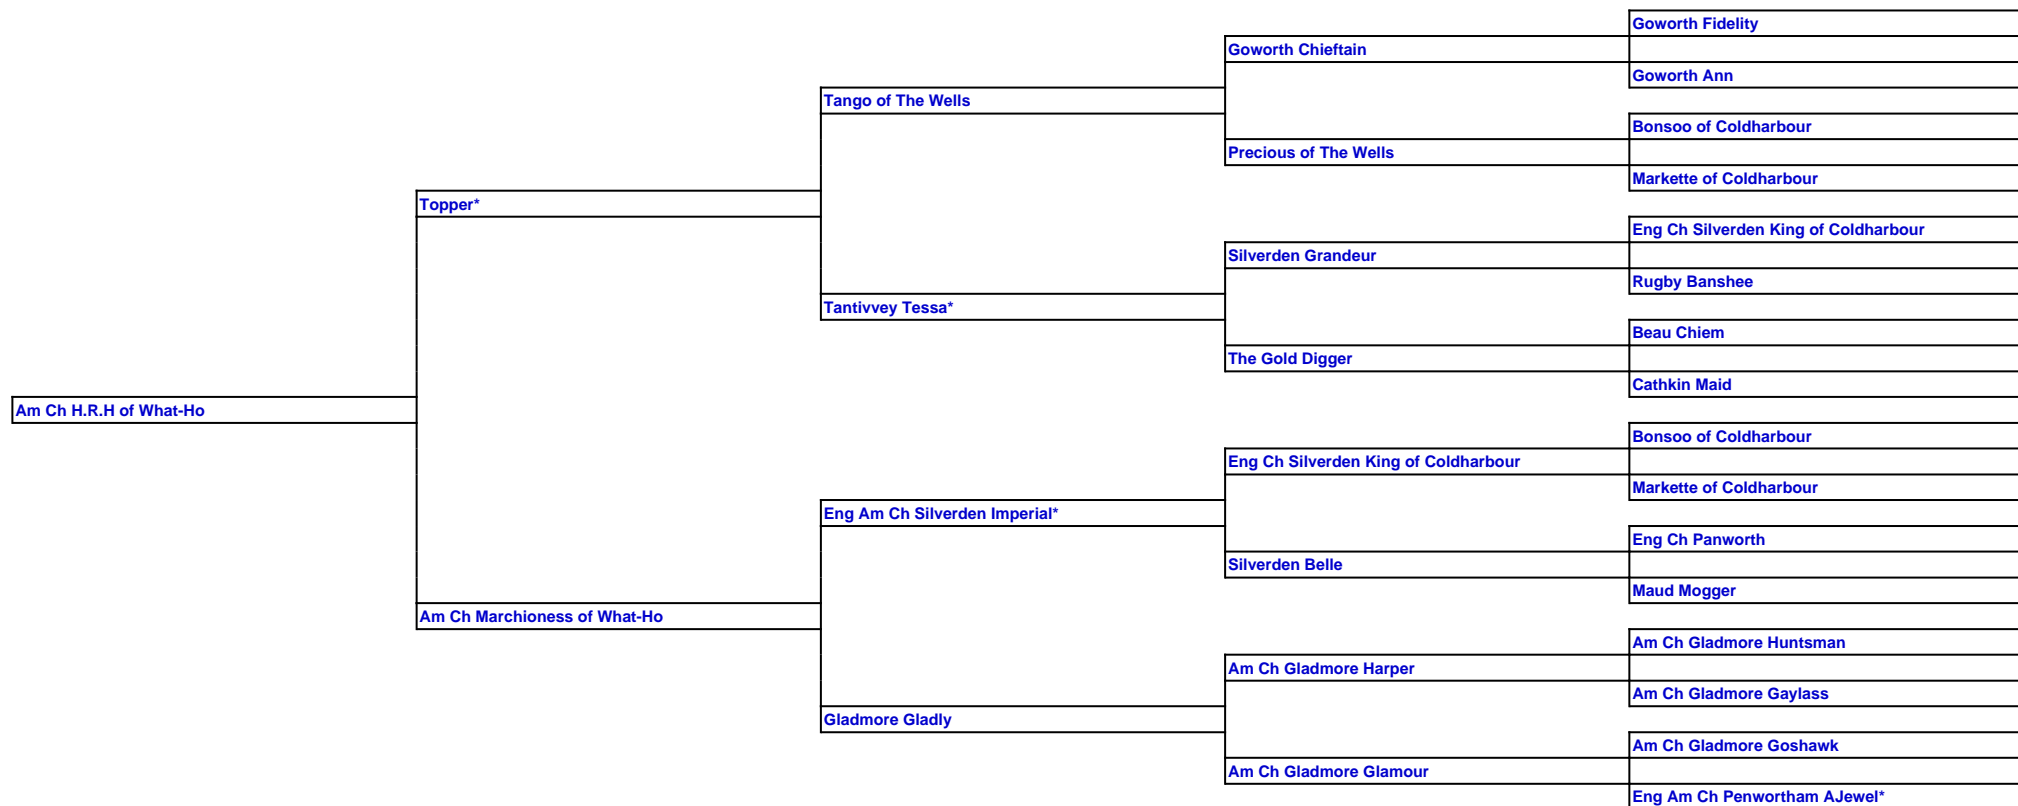 Goworth Fidelity
Goworth Chieftain
Goworth Ann
Tango of The Wells
Bonsoo of Coldharbour
Precious of The Wells
Markette of Coldharbour
Topper*
Eng Ch Silverden King of Coldharbour
Silverden Grandeur
Rugby Banshee
Tantivvey Tessa*
Beau Chiem
The Gold Digger
Cathkin Maid
Am Ch H.R.H of What-Ho
Bonsoo of Coldharbour
Eng Ch Silverden King of Coldharbour
Markette of Coldharbour
Eng Am Ch Silverden Imperial*
Eng Ch Panworth
Silverden Belle
Maud Mogger
Am Ch Marchioness of What-Ho
Am Ch Gladmore Huntsman
Am Ch Gladmore Harper
Am Ch Gladmore Gaylass
Gladmore Gladly
Am Ch Gladmore Goshawk
Am Ch Gladmore Glamour
Eng Am Ch Penwortham AJewel*